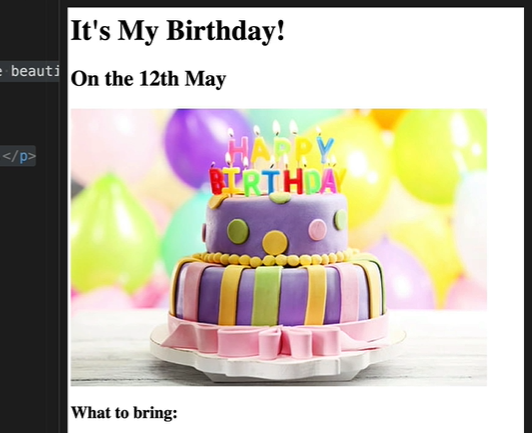 It's My Birthday!
e beauti
On the 12th May
</p>
HAPPY
BIRTHDAY
What to bring: